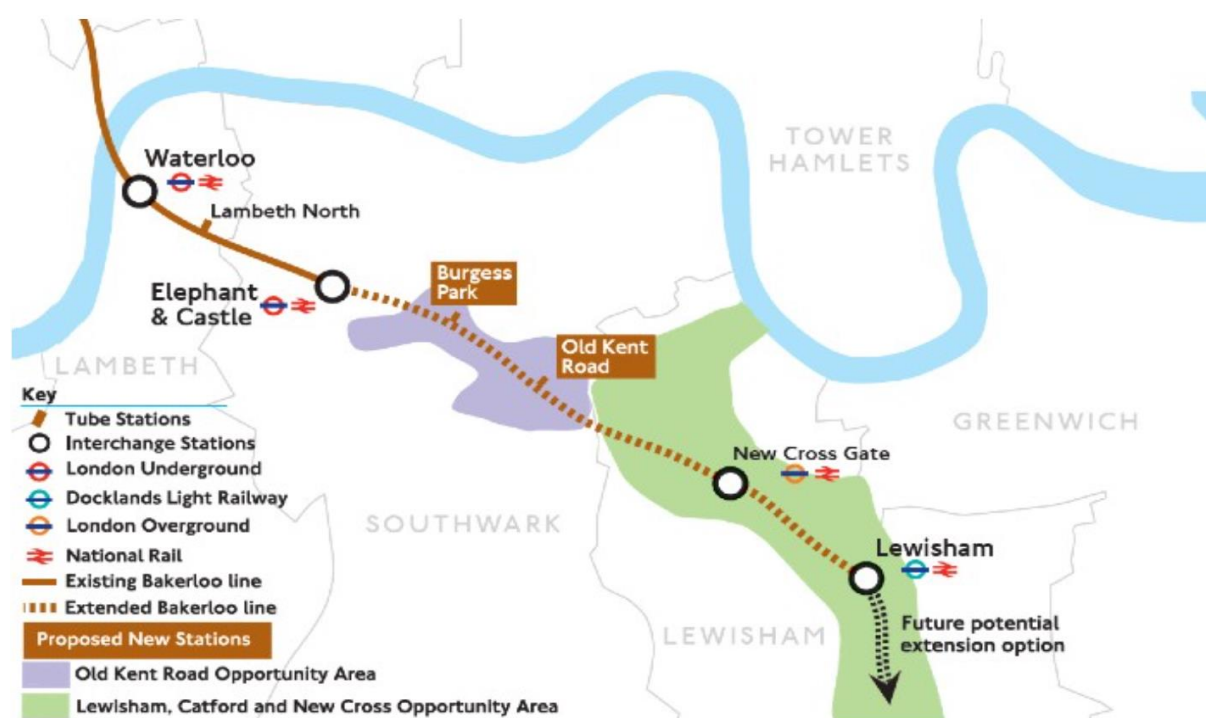 TOWER
HAMLETS
Waterloo
Lambeth North
Burgess
Park
Elephant
& Castle
Old Kent
Road
LAMBETH
GREENWICH
New Cross Gate
SOUTHWARK
Lewisham
LEWISHAM
Future potential
extension option
Key
Tube Stations
Interchange Stations
London Underground
Docklands Light Railway
London Overground
National Rail
Existing Bakerloo line
Extended Bakerloo line
Proposed New Stations
Old Kent Road Opportunity Area
Lewisham, Catford and New Cross Opportunity Area